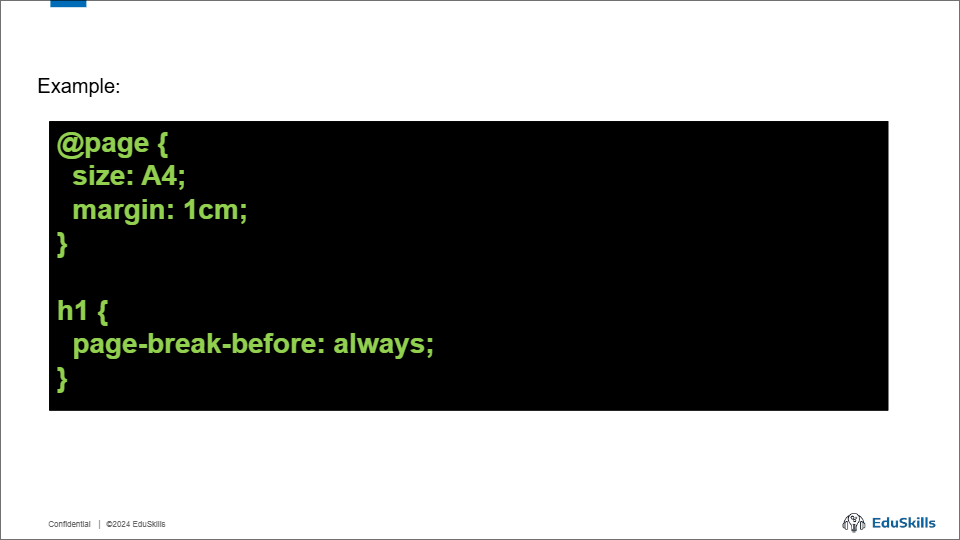 Example:
@page {
  size: A4;
  margin: 1cm;
}

h1 {
  page-break-before: always;
}
Confidential | ©2024 EduSkills
EduSkills